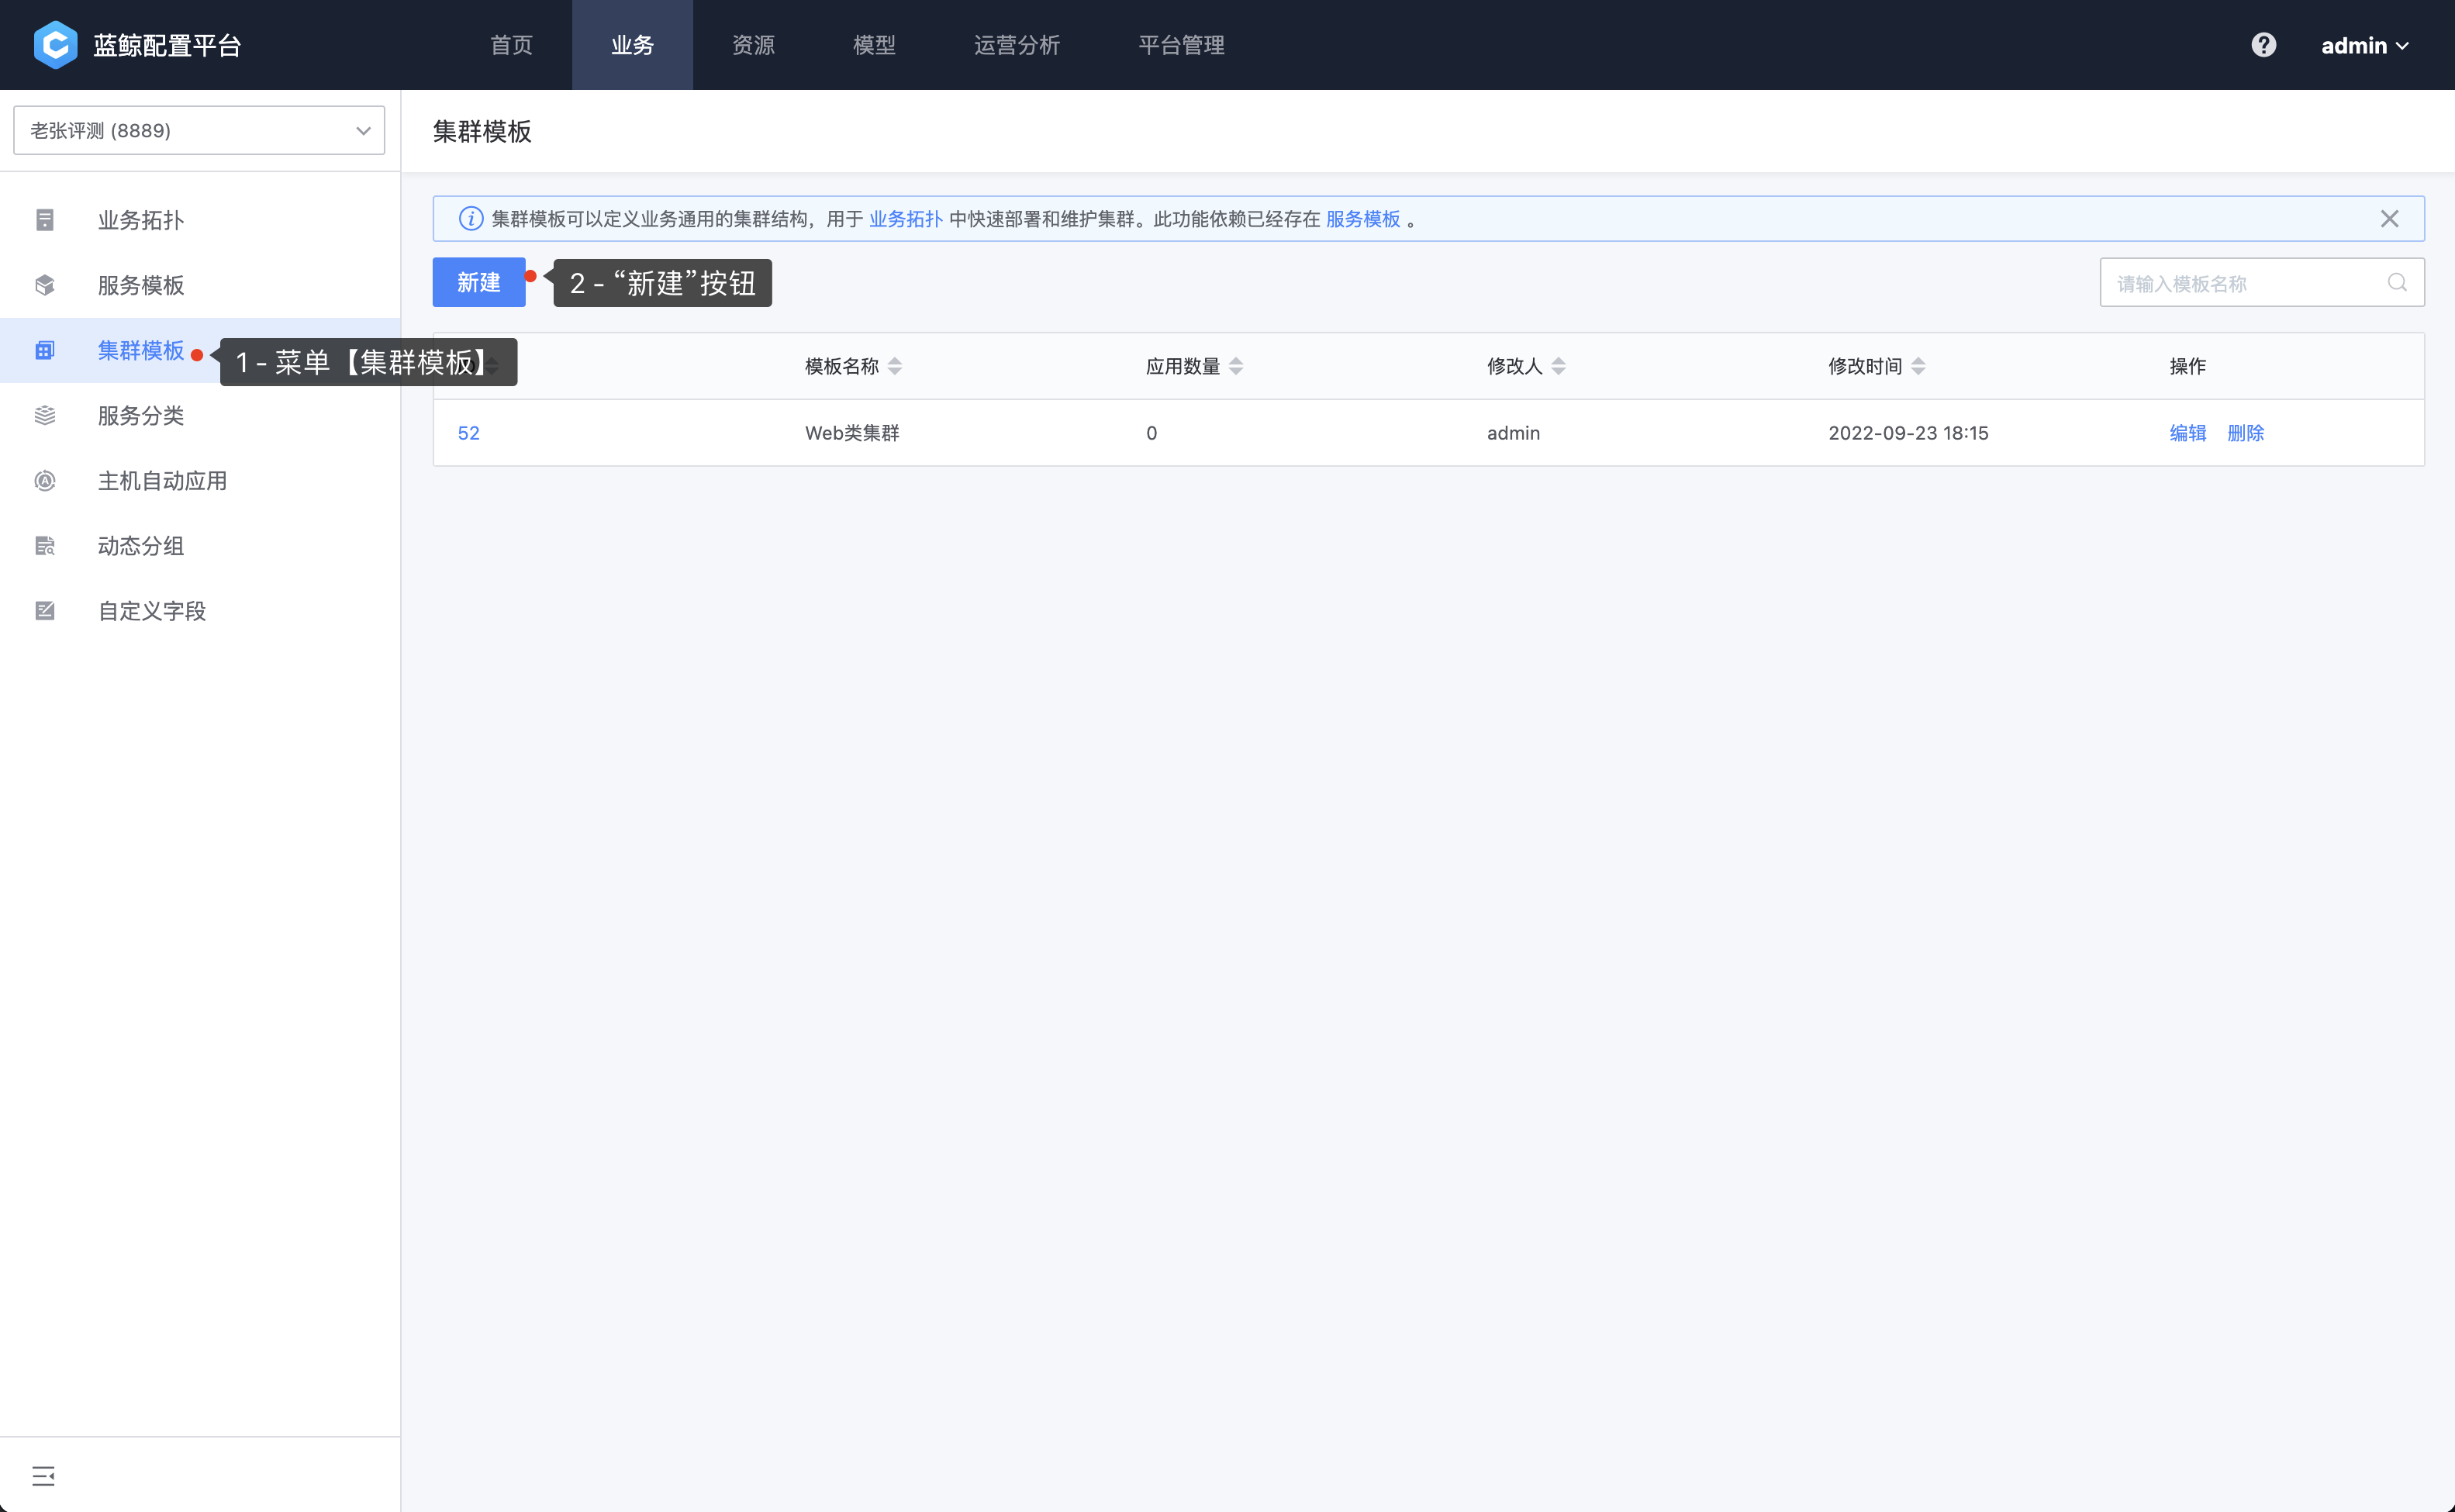 蓝鲸配置平台
首页 业务 资源 模型 运营分析 平台管理
admin
老张评测 (8889)
集群模板
业务拓扑
服务模板
集群模板
服务分类
主机自动应用
动态分组
自定义字段
集群模板可以定义业务通用的集群结构，用于 业务拓扑 中快速部署和维护集群。此功能依赖已经存在 服务模板 。
新建
2 - “新建”按钮
请输入模板名称
1 - 菜单【集群模板】
模板名称 应用数量 修改人 修改时间 操作
52 Web类集群 0 admin 2022-09-23 18:15 编辑 删除